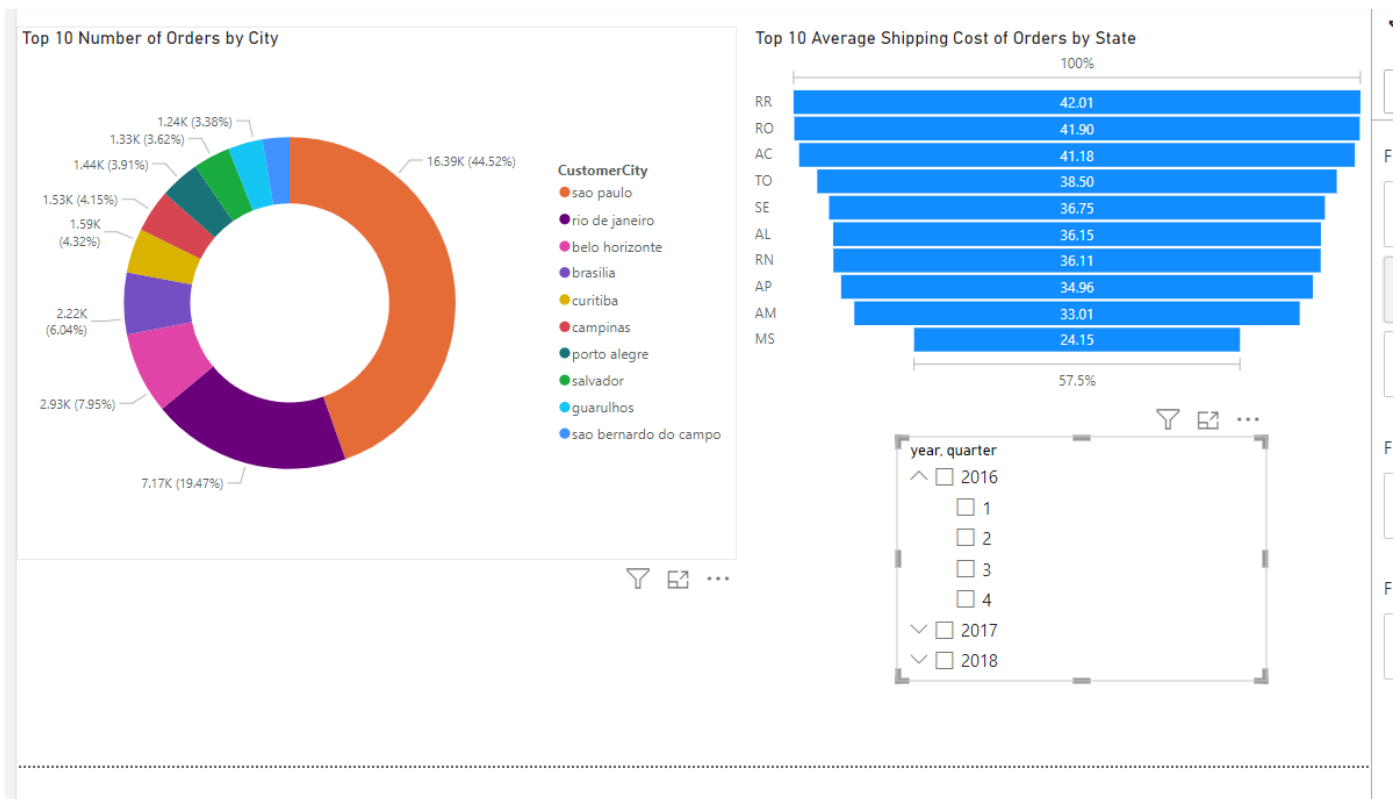 Top 10 Number of Orders by City
1.24K (3.38%)
1.33K (3.62%)
1.44K (3.91%)
1.53K (4.15%)
1.59K
(4.32%)
2.22K
(6.04%)
2.93K (7.95%)
7.17K (19.47%)
16.39K (44.52%)
CustomerCity
sao paulo
rio de janeiro
belo horizonte
brasilia
curitiba
campinas
porto alegre
salvador
guarulhos
sao bernardo do campo
Top 10 Average Shipping Cost of Orders by State
100%
RR 42.01
RO 41.90
AC 41.18
TO 38.50
SE 36.75
AL 36.15
RN 36.11
AP 34.96
AM 33.01
MS 24.15
57.5%
year, quarter
2016
1
2
3
4
2017
2018
F
F
F